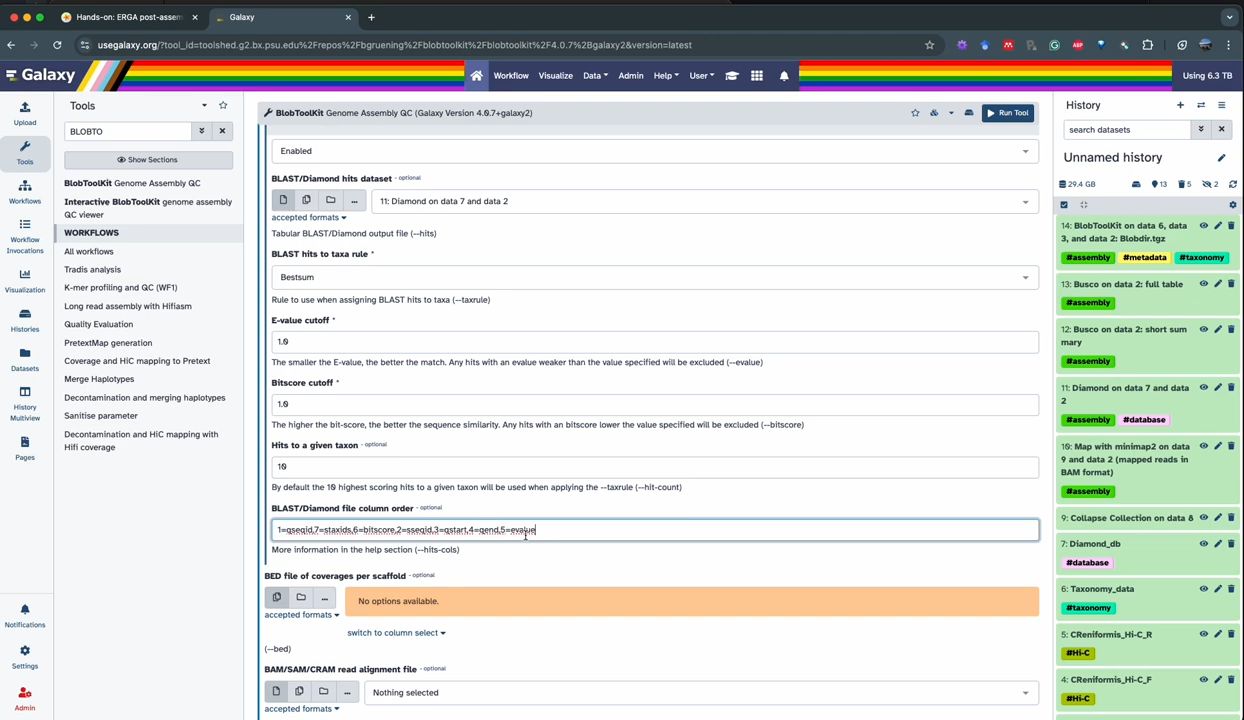 Hands-on: ERGA post-assem
Galaxy
usegalaxy.org/?tool_id=toolshed.g2.bx.psu.edu%2Frepos%2Fbgruening%2Fblobtoolkit%2Fblobtoolkit%2F4.0.7%2Bgalaxy2&version=latest
Galaxy
Workflow
Visualize
Data
Admin
Help
User
Using 6.3 TB
Upload
Tools
Workflows
Workflow
Invocations
Visualization
Histories
Datasets
History
Multiview
Pages
Notifications
Settings
Admin
Tools
BLOBTO
Show Sections
BlobToolKit Genome Assembly QC
Interactive BlobToolKit genome assembly
QC viewer
WORKFLOWS
All workflows
Tradis analysis
K-mer profiling and QC (WF1)
Long read assembly with Hifiasm
Quality Evaluation
PretextMap generation
Coverage and HiC mapping to Pretext
Merge Haplotypes
Decontamination and merging haplotypes
Sanitise parameter
Decontamination and HiC mapping with
Hifi coverage
BlobToolKit Genome Assembly QC (Galaxy Version 4.0.7+galaxy2)
Run Tool
Enabled
BLAST/Diamond hits dataset - optional
11: Diamond on data 7 and data 2
accepted formats
Tabular BLAST/Diamond output file (--hits)
BLAST hits to taxa rule *
Bestsum
Rule to use when assigning BLAST hits to taxa (--taxrule)
E-value cutoff *
1.0
The smaller the E-value, the better the match. Any hits with an evalue weaker than the value specified will be excluded (--evalue)
Bitscore cutoff *
1.0
The higher the bit-score, the better the sequence similarity. Any hits with an bitscore lower the value specified will be excluded (--bitscore)
Hits to a given taxon - optional
10
By default the 10 highest scoring hits to a given taxon will be used when applying the --taxrule (--hit-count)
BLAST/Diamond file column order - optional
1=qseqid,7=staxids,6=bitscore,2=sseqid,3=qstart,4=qend,5=evalue
More information in the help section (--hits-cols)
BED file of coverages per scaffold - optional
No options available.
accepted formats
switch to column select
(--bed)
BAM/SAM/CRAM read alignment file - optional
Nothing selected
accepted formats
History
search datasets
Unnamed history
29.4 GB
13
5
2
14: BlobToolKit on data 6, data
3, and data 2: Blobdir.tgz
#assembly #metadata #taxonomy
13: Busco on data 2: full table
#assembly
12: Busco on data 2: short sum
mary
#assembly
11: Diamond on data 7 and data
2
#assembly #database
10: Map with minimap2 on data
9 and data 2 (mapped reads in
BAM format)
#assembly
9: Collapse Collection on data 8
7: Diamond_db
#database
6: Taxonomy_data
#taxonomy
5: CReniformis_Hi-C_R
#Hi-C
4: CReniformis_Hi-C_F
#Hi-C